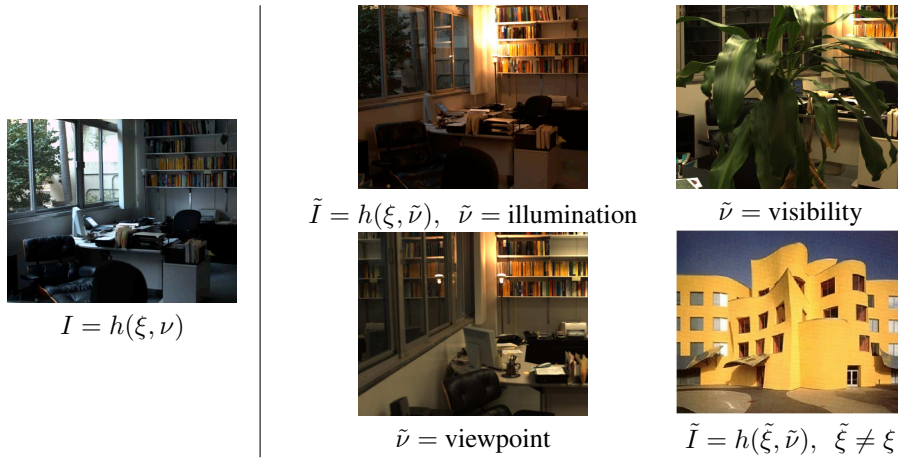 I = h(ξ, ν)
Ĩ = h(ξ, ν̃),  ν̃ = illumination
ν̃ = visibility
ν̃ = viewpoint
Ĩ = h(ξ̃, ν̃),  ξ̃ ≠ ξ